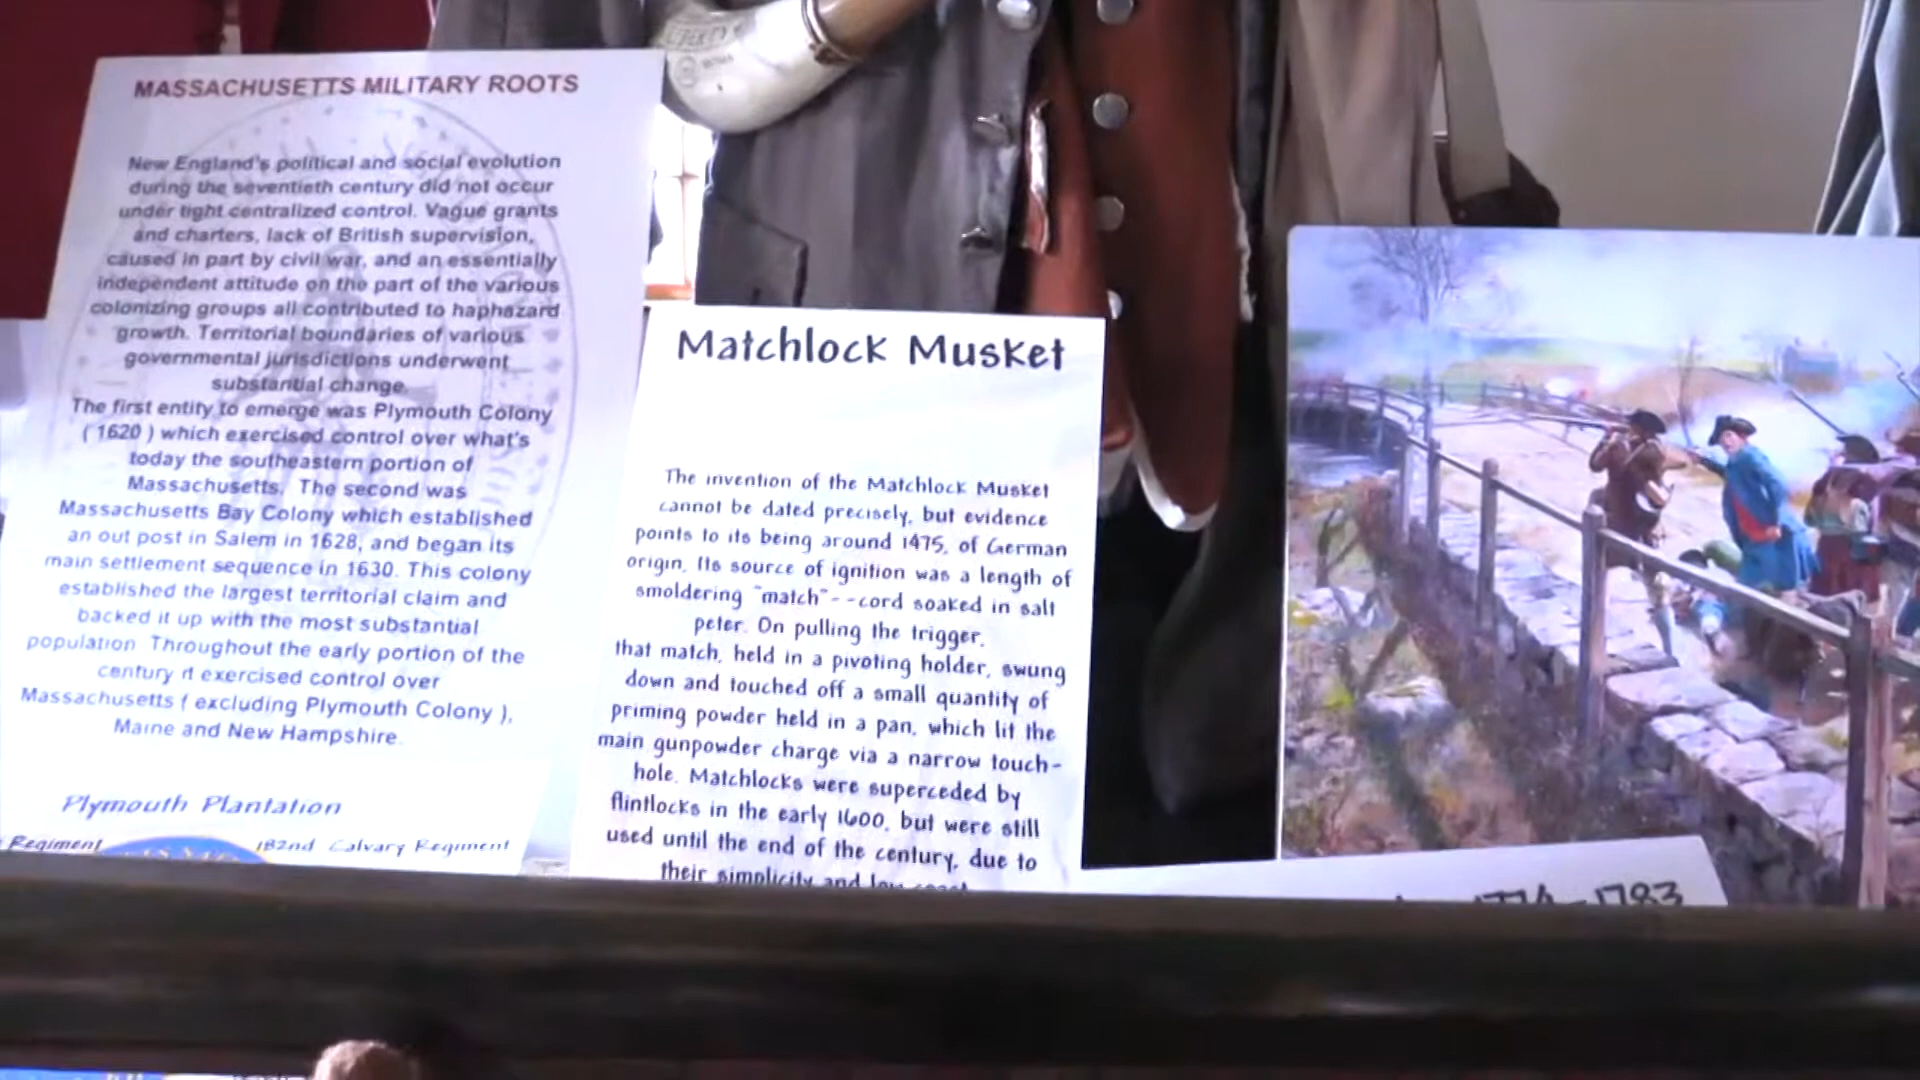 MASSACHUSETTS MILITARY ROOTS
New England's political and social evolution
during the seventieth century did not occur
under tight centralized control. Vague grants
and charters, lack of British supervision,
caused in part by civil war, and an essentially
independent attitude on the part of the various
colonizing groups all contributed to haphazard
growth. Territorial boundaries of various
governmental jurisdictions underwent
substantial change.
The first entity to emerge was Plymouth Colony
( 1620 ) which exercised control over what's
today the southeastern portion of
Massachusetts. The second was
Massachusetts Bay Colony which established
an out post in Salem in 1628, and began its
main settlement sequence in 1630. This colony
established the largest territorial claim and
backed it up with the most substantial
population Throughout the early portion of the
century it exercised control over
Massachusetts ( excluding Plymouth Colony ),
Maine and New Hampshire.
Plymouth Plantation
Regiment
182nd Calvary Regiment
Matchlock Musket
The invention of the Matchlock Musket
cannot be dated precisely, but evidence
points to its being around 1475, of German
origin. Its source of ignition was a length of
smoldering "match"--cord soaked in salt
peter. On pulling the trigger,
that match, held in a pivoting holder, swung
down and touched off a small quantity of
priming powder held in a pan, which lit the
main gunpowder charge via a narrow touch-
hole. Matchlocks were superceded by
flintlocks in the early 1600, but were still
used until the end of the century, due to
their simplicity and low
1783